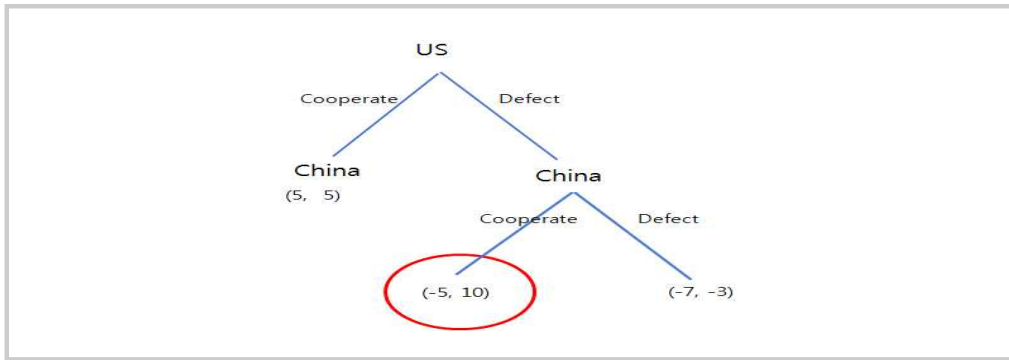 US
Cooperate Defect
China
China
(5, 5)
Cooperate Defect
(-5, 10)
(-7, -3)